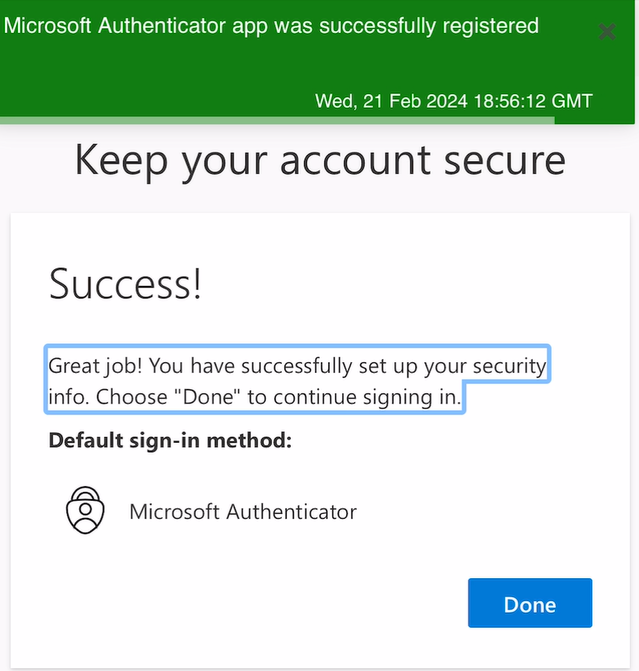 Microsoft Authenticator app was successfully registered
Wed, 21 Feb 2024 18:56:12 GMT
Keep your account secure
Success!
Great job! You have successfully set up your security
info. Choose "Done" to continue signing in.
Default sign-in method:
Microsoft Authenticator
Done